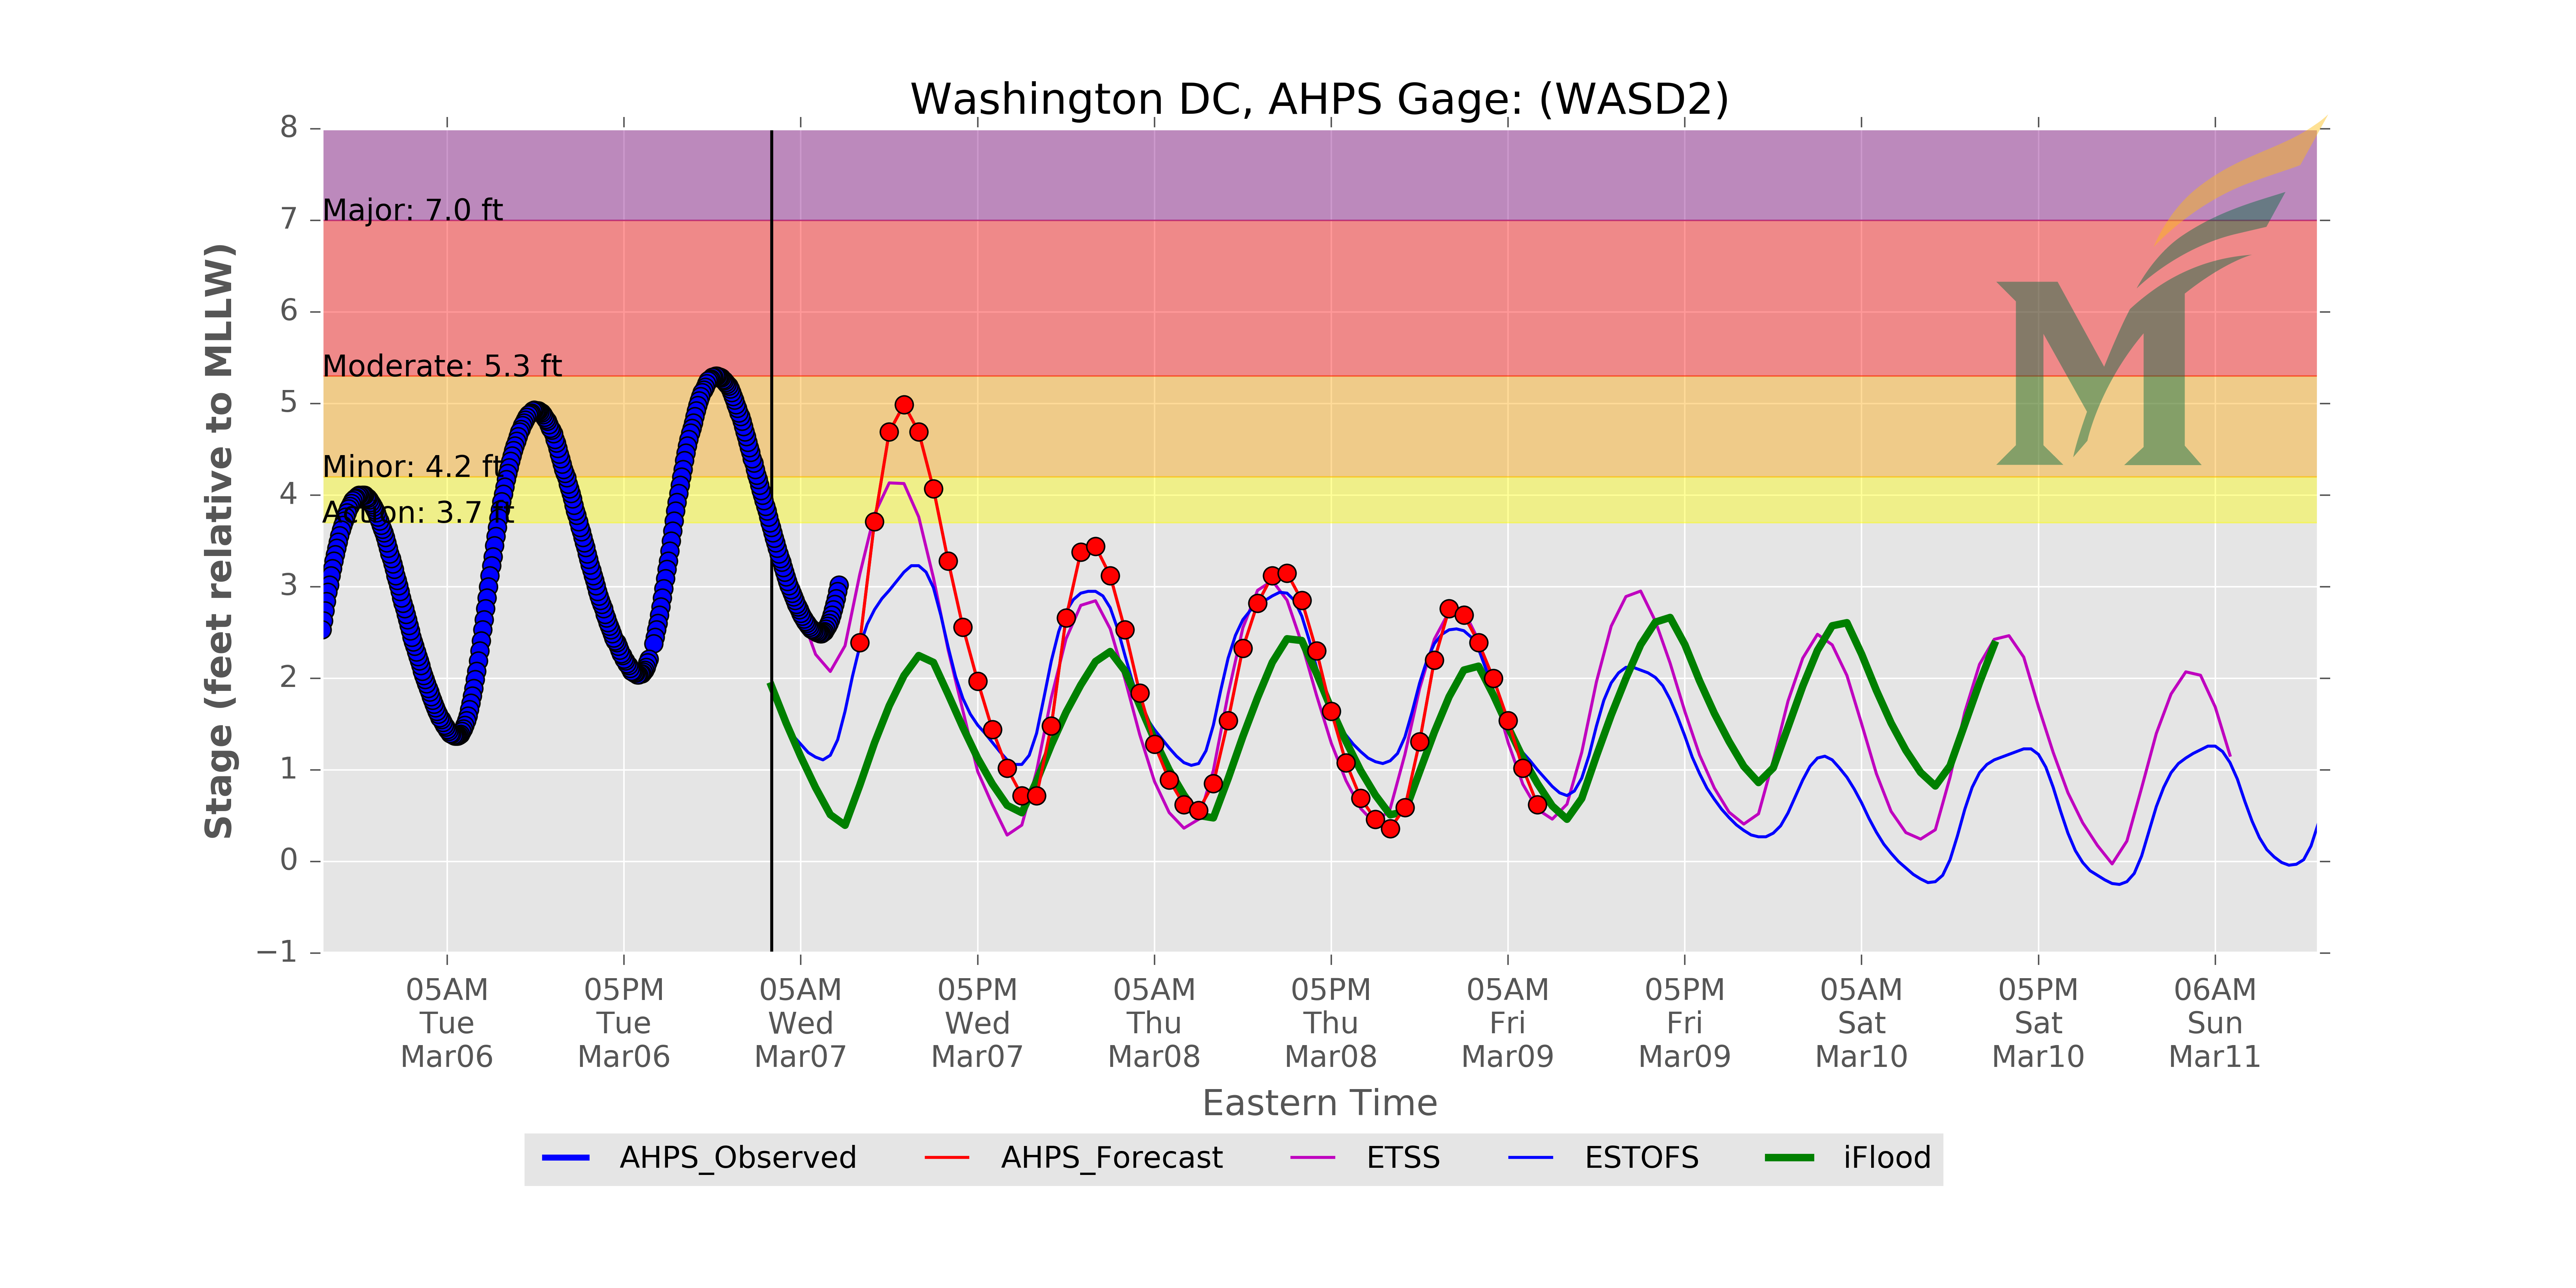 Washington DC, AHPS Gage: (WASD2)
Stage (feet relative to MLLW)
8
7
6
5
4
3
2
1
0
−1
Major: 7.0 ft
Moderate: 5.3 ft
Minor: 4.2 ft
Action: 3.7 ft
M
05AM 05PM 05AM 05PM 05AM 05PM 05AM 05PM 05AM 05PM 06AM
Tue Tue Wed Wed Thu Thu Fri Fri Sat Sat Sun
Mar06 Mar06 Mar07 Mar07 Mar08 Mar08 Mar09 Mar09 Mar10 Mar10 Mar11
Eastern Time
AHPS_Observed AHPS_Forecast ETSS ESTOFS iFlood